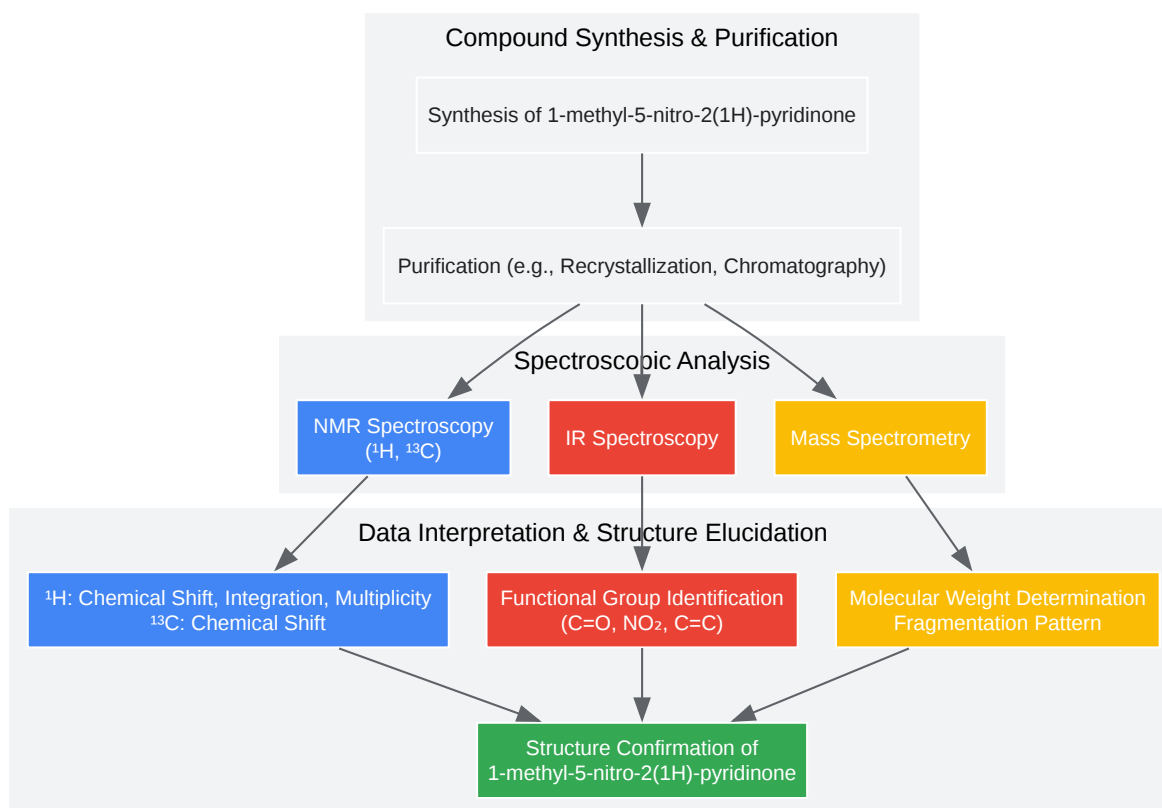 Compound Synthesis & Purification
Synthesis of 1-methyl-5-nitro-2(1H)-pyridinone
Purification (e.g., Recrystallization, Chromatography)
Spectroscopic Analysis
NMR Spectroscopy
(¹H, ¹³C)
IR Spectroscopy
Mass Spectrometry
Data Interpretation & Structure Elucidation
¹H: Chemical Shift, Integration, Multiplicity
¹³C: Chemical Shift
Functional Group Identification
(C=O, NO₂, C=C)
Molecular Weight Determination
Fragmentation Pattern
Structure Confirmation of
1-methyl-5-nitro-2(1H)-pyridinone